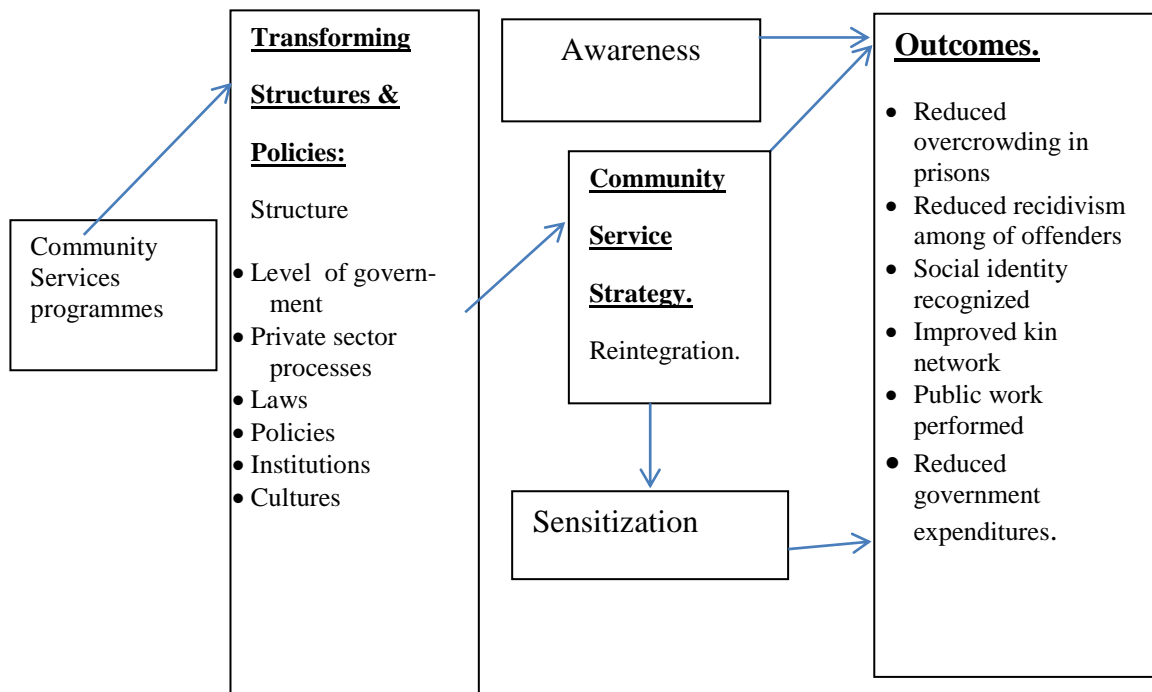 Community
Services
programmes
Transforming
Structures &
Policies:
Structure
• Level of govern-
ment
• Private sector
processes
• Laws
• Policies
• Institutions
• Cultures
Awareness
Community
Service
Strategy.
Reintegration.
Sensitization
Outcomes.
• Reduced
overcrowding in
prisons
• Reduced recidivism
among of offenders
• Social identity
recognized
• Improved kin
network
• Public work
performed
• Reduced
government
expenditures.